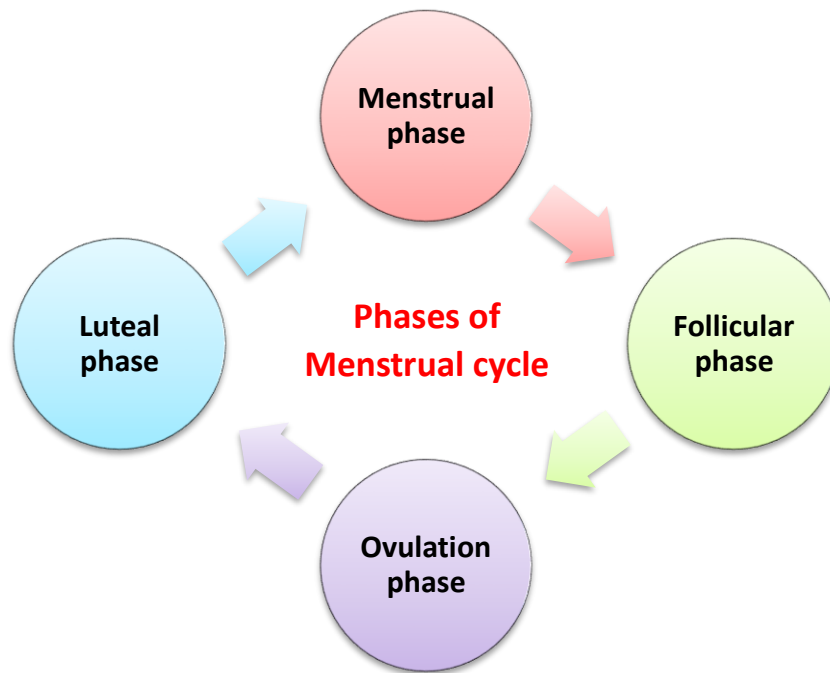 Menstrual
phase
Follicular
phase
Ovulation
phase
Luteal
phase
Phases of
Menstrual cycle